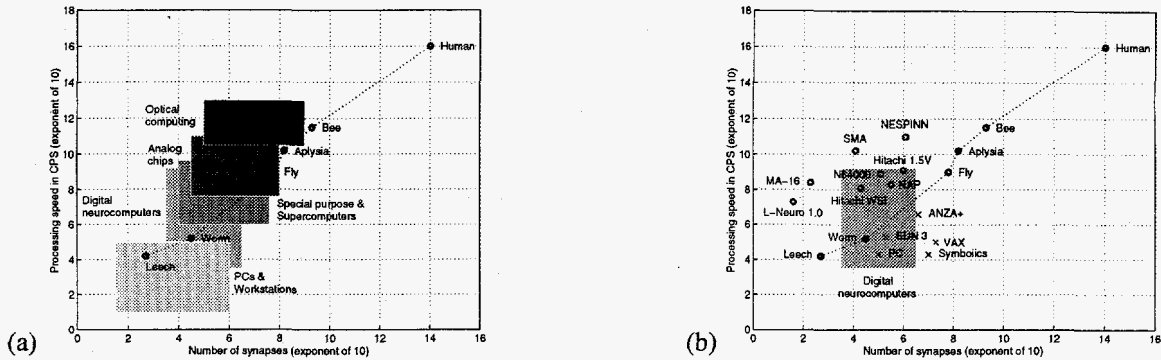 (a)
Processing speed in CPS (exponent of 10)
18
16
14
12
10
8
6
4
2
0
0 2 4 6 8 10 12 14 16
Number of synapses (exponent of 10)
Human
Optical
computing
Bee
Analog
chips
Aplysia
Fly
Digital
neurocomputers
Special purpose &
Supercomputers
Worm
Leech
PCs &
Workstations
(b)
Processing speed in CPS (exponent of 10)
18
16
14
12
10
8
6
4
2
0
0 2 4 6 8 10 12 14 16
Number of synapses (exponent of 10)
Human
NESPINN
Bee
SMA
Aplysia
Hitachi 1.5V
Fly
MA-16
N64000
NAP
Hitachi WSI
L-Neuro 1.0
ANZA+
Worm
VAX
Leech
PC
Symbolics
Digital
neurocomputers